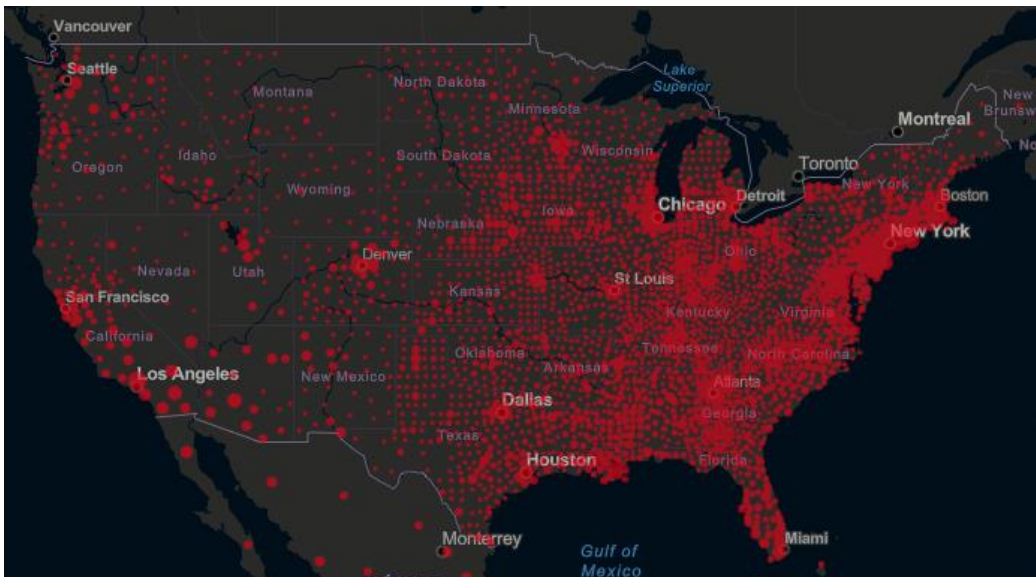 Vancouver
Seattle
Montana
North Dakota
Lake
Superior
Minnesota
Montreal
New
Brunsw
No
Oregon
Idaho
South Dakota
Wisconsin
Toronto
New York
Wyoming
Boston
Detroit
Chicago
Nebraska
Iowa
New York
Nevada
Utah
Denver
Ohio
San Francisco
Kansas
St Louis
California
Kentucky
Virginia
Oklahoma
Tennessee
North Carolina
Los Angeles
New Mexico
Arkansas
Atlanta
Dallas
Georgia
Texas
Houston
Florida
Monterrey
Gulf of
Mexico
Miami